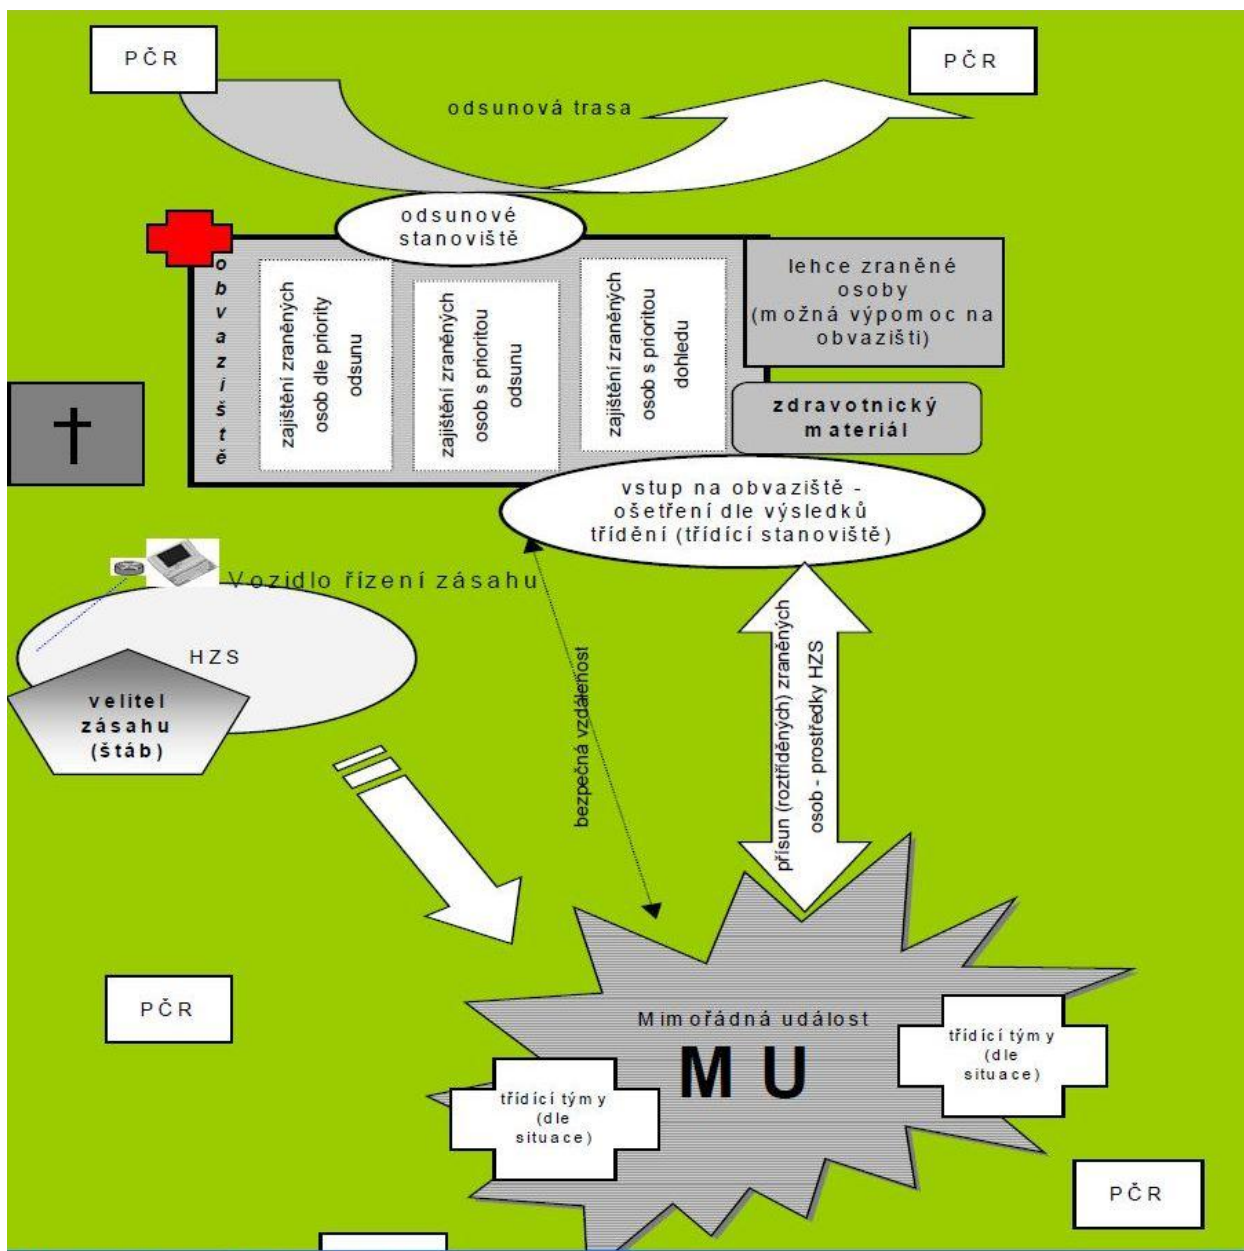 PČR
PČR
odsunová trasa
odsunové
stanoviště
obvaziště
zajištění zraněných
osob dle priority
odsunu
zajištění zraněných
osob s prioritou
odsunu
zajištění zraněných
osob s prioritou
dohledu
lehce zraněné
osoby
(možná výpomoc na
obvazišti)
zdravotnický
materiál
vstup na obvaziště -
ošetření dle výsledků
třídění (třídící stanoviště)
Vozidlo řízení zásahu
HZS
velitel
zásahu
(štáb)
bezpečná vzdálenost
přísun (roztříděných) zraněných
osob - prostředky HZS
PČR
Mimořádná událost
MU
třídící týmy
(dle
situace)
třídící týmy
(dle
situace)
PČR